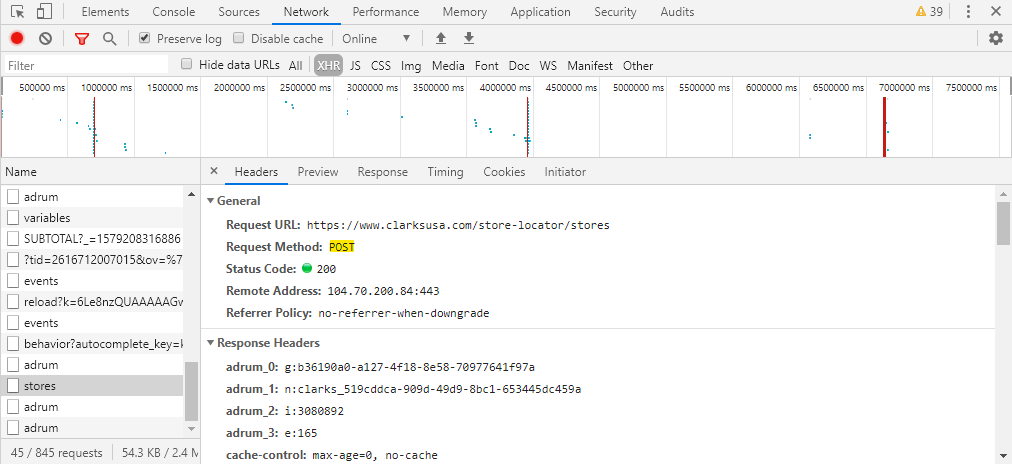 Elements Console Sources Network Performance Memory Application Security Audits 39
Preserve log Disable cache Online
Filter Hide data URLs All XHR JS CSS Img Media Font Doc WS Manifest Other
500000 ms 1000000 ms 1500000 ms 2000000 ms 2500000 ms 3000000 ms 3500000 ms 4000000 ms 4500000 ms 5000000 ms 5500000 ms 6000000 ms 6500000 ms 7000000 ms 7500000 ms
Name
adrum
variables
SUBTOTAL?_=1579208316886
?tid=2616712007015&ov=%7
events
reload?k=6Le8nzQUAAAAAGw
events
behavior?autocomplete_key=k
adrum
stores
adrum
adrum
45 / 845 requests 54.3 KB / 2.4 M
Headers Preview Response Timing Cookies Initiator
General
Request URL: https://www.clarksusa.com/store-locator/stores
Request Method: POST
Status Code: 200
Remote Address: 104.70.200.84:443
Referrer Policy: no-referrer-when-downgrade
Response Headers
adrum_0: g:b36190a0-a127-4f18-8e58-70977641f97a
adrum_1: n:clarks_519cddca-909d-49d9-8bc1-653445dc459a
adrum_2: i:3080892
adrum_3: e:165
cache-control: max-age=0, no-cache